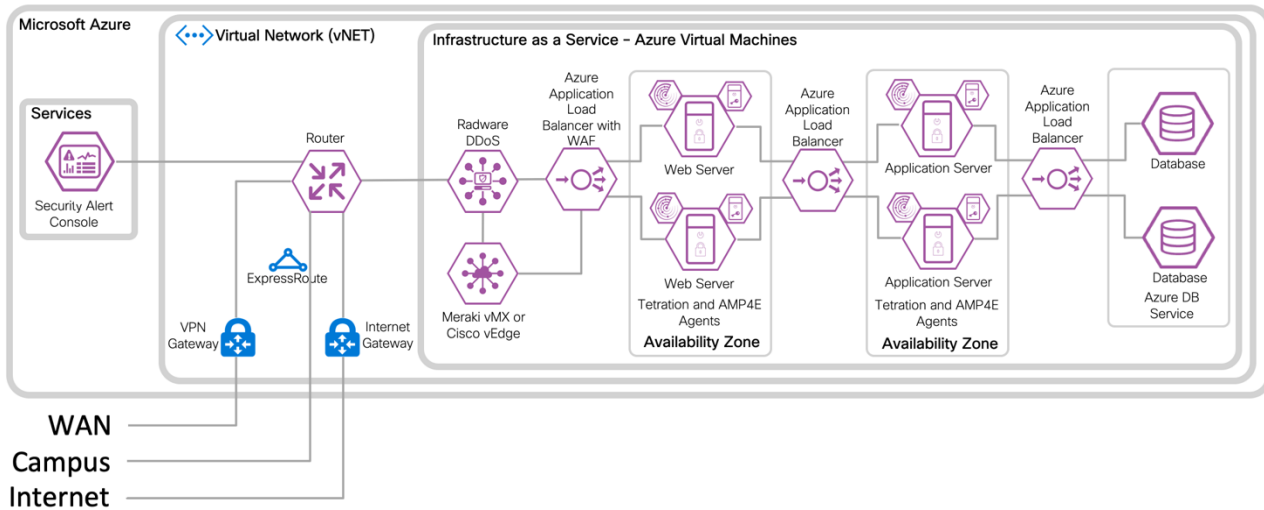 Microsoft Azure
Virtual Network (vNET)
Infrastructure as a Service – Azure Virtual Machines
Services
Security Alert
Console
Router
ExpressRoute
VPN
Gateway
Internet
Gateway
Radware
DDoS
Meraki vMX or
Cisco vEdge
Azure
Application
Load
Balancer with
WAF
Web Server
Web Server
Tetration and AMP4E
Agents
Availability Zone
Azure
Application
Load
Balancer
Application Server
Application Server
Tetration and AMP4E
Agents
Availability Zone
Azure
Application
Load
Balancer
Database
Database
Azure DB
Service
WAN
Campus
Internet